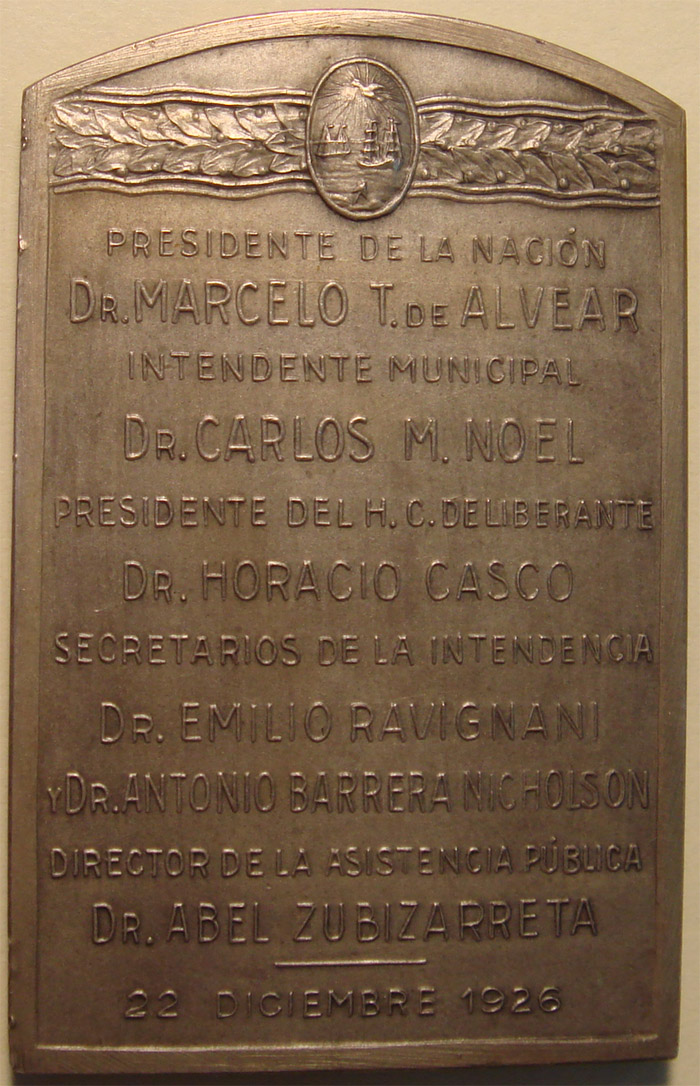 PRESIDENTE DE LA NACIÓN
DR. MARCELO T. DE ALVEAR
INTENDENTE MUNICIPAL
DR. CARLOS M. NOEL
PRESIDENTE DEL H. C. DELIBERANTE
DR. HORACIO CASCO
SECRETARIOS DE LA INTENDENCIA
DR. EMILIO RAVIGNANI
Y DR. ANTONIO BARRERA NICHOLSON
DIRECTOR DE LA ASISTENCIA PÚBLICA
DR. ABEL ZUBIZARRETA
22 DICIEMBRE 1926